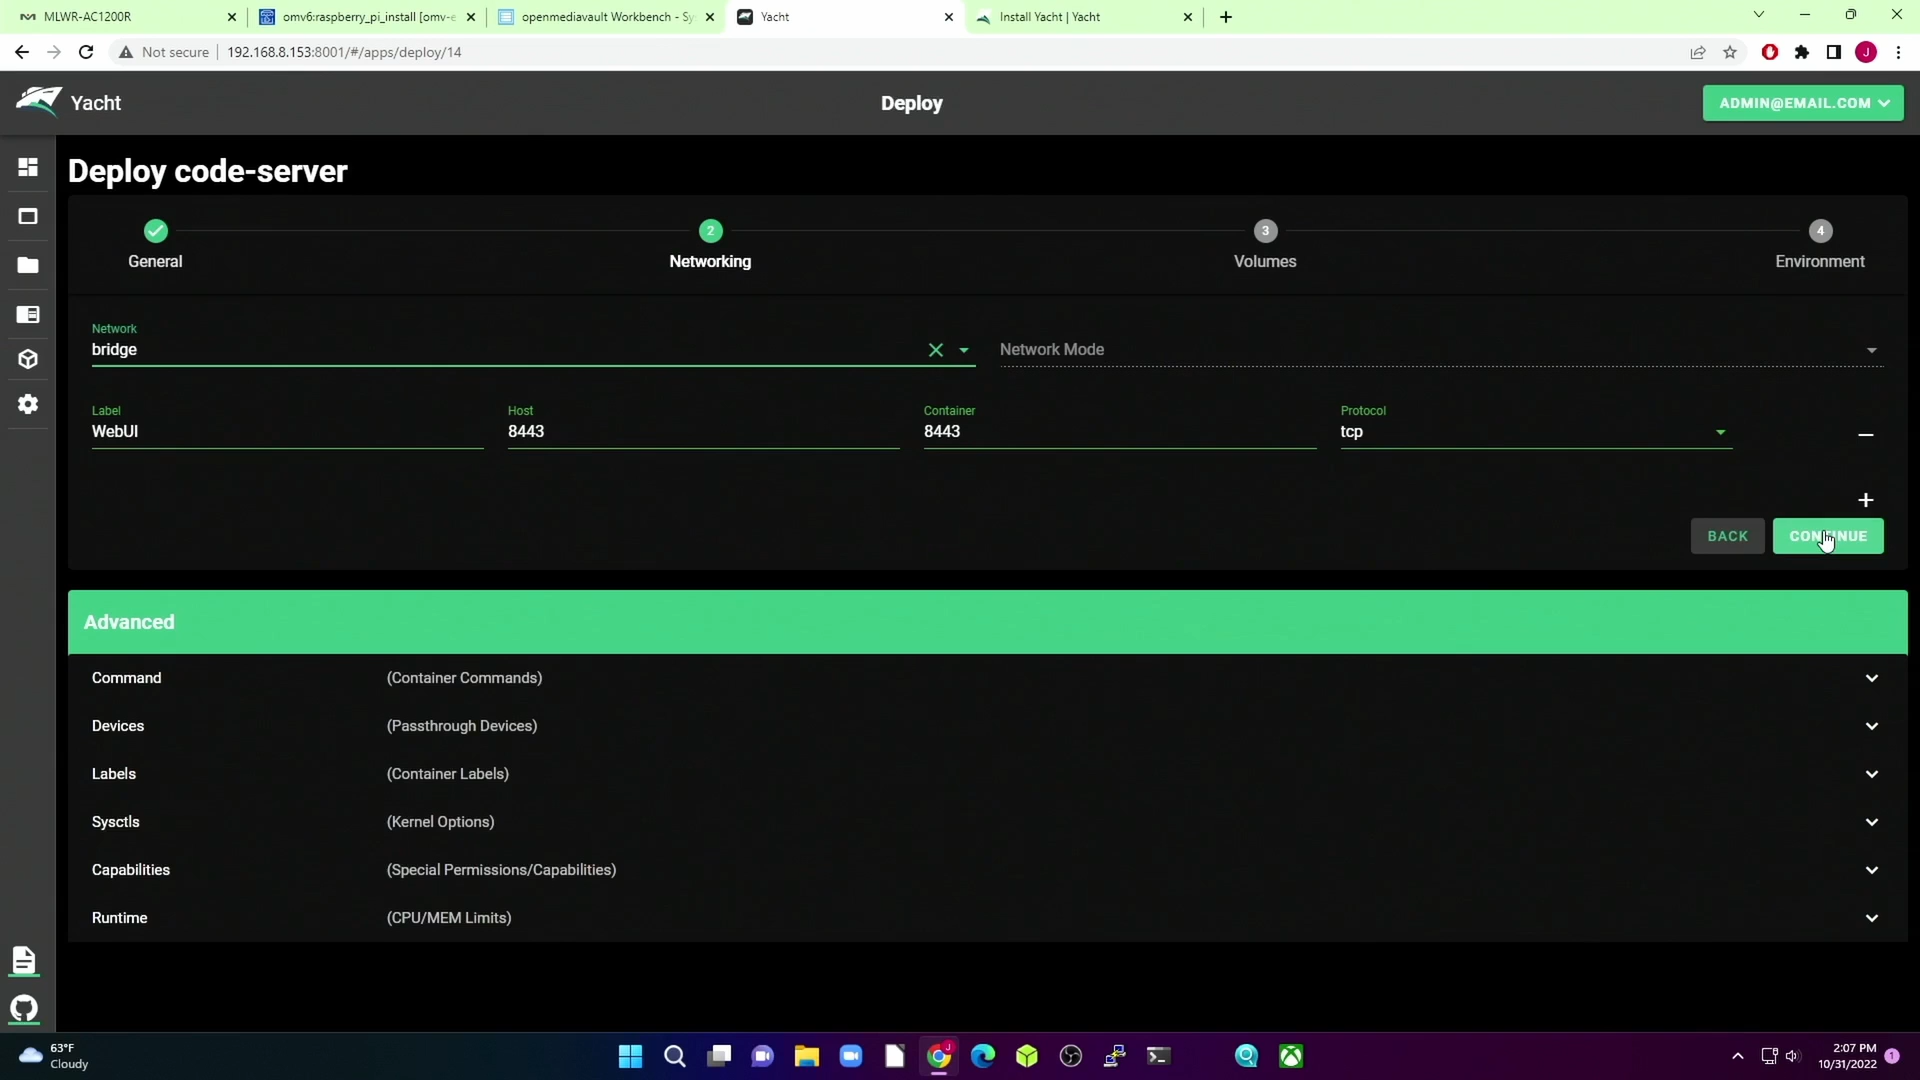 MLWR-AC1200R
omv6:raspberry_pi_install [omv-e
openmediavault Workbench - Sy
Yacht
Install Yacht | Yacht
Not secure
192.168.8.153:8001/#/apps/deploy/14
J
Yacht
Deploy
ADMIN@EMAIL.COM
Deploy code-server
2
3
4
General
Networking
Volumes
Environment
Network
bridge
Network Mode
Label
WebUI
Host
8443
Container
8443
Protocol
tcp
BACK
CONTINUE
Advanced
Command
(Container Commands)
Devices
(Passthrough Devices)
Labels
(Container Labels)
Sysctls
(Kernel Options)
Capabilities
(Special Permissions/Capabilities)
Runtime
(CPU/MEM Limits)
63°F
Cloudy
2:07 PM
10/31/2022
1